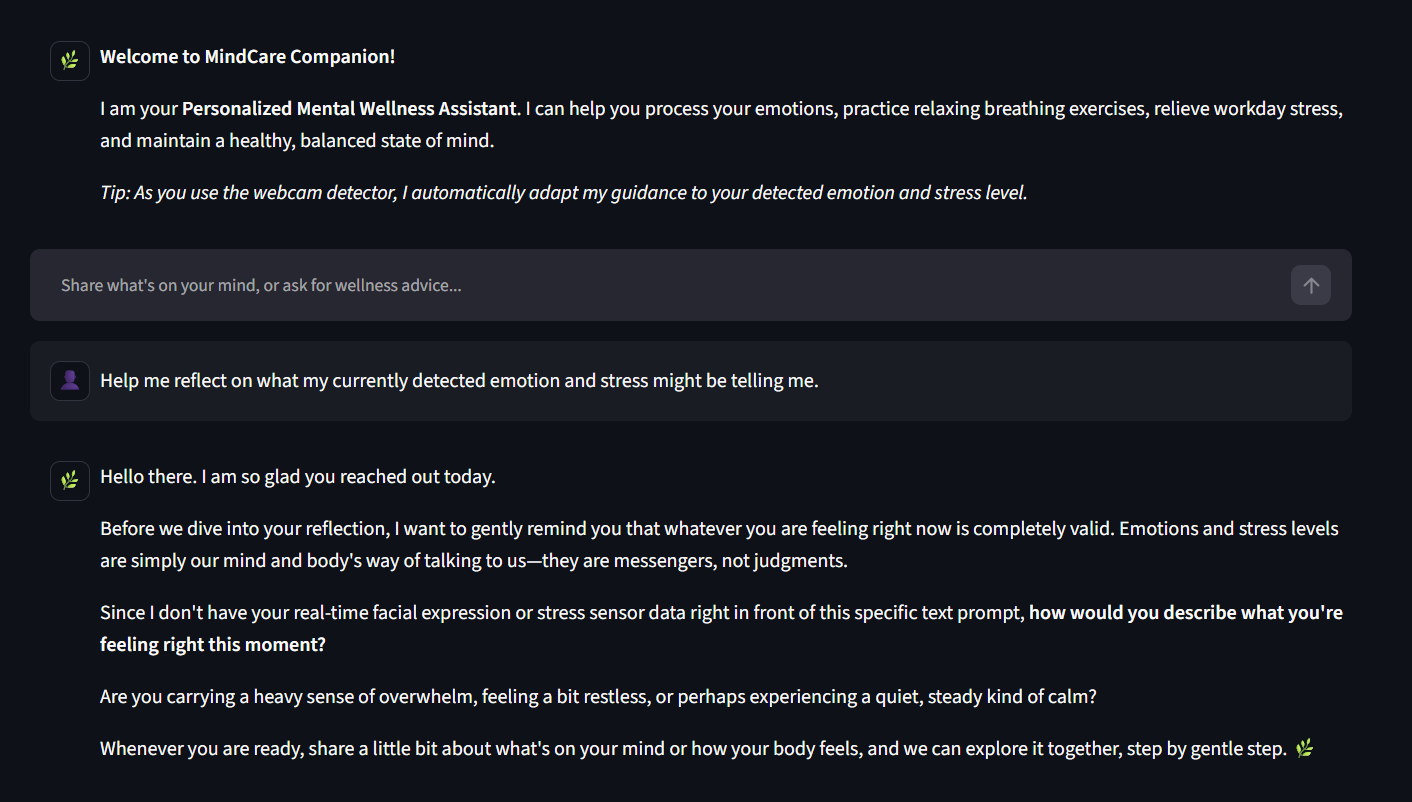 Welcome to MindCare Companion!
I am your Personalized Mental Wellness Assistant. I can help you process your emotions, practice relaxing breathing exercises, relieve workday stress,
and maintain a healthy, balanced state of mind.
Tip: As you use the webcam detector, I automatically adapt my guidance to your detected emotion and stress level.
Share what's on your mind, or ask for wellness advice...
Help me reflect on what my currently detected emotion and stress might be telling me.
Hello there. I am so glad you reached out today.
Before we dive into your reflection, I want to gently remind you that whatever you are feeling right now is completely valid. Emotions and stress levels
are simply our mind and body's way of talking to us—they are messengers, not judgments.
Since I don't have your real-time facial expression or stress sensor data right in front of this specific text prompt, how would you describe what you're
feeling right this moment?
Are you carrying a heavy sense of overwhelm, feeling a bit restless, or perhaps experiencing a quiet, steady kind of calm?
Whenever you are ready, share a little bit about what's on your mind or how your body feels, and we can explore it together, step by gentle step. 🌿